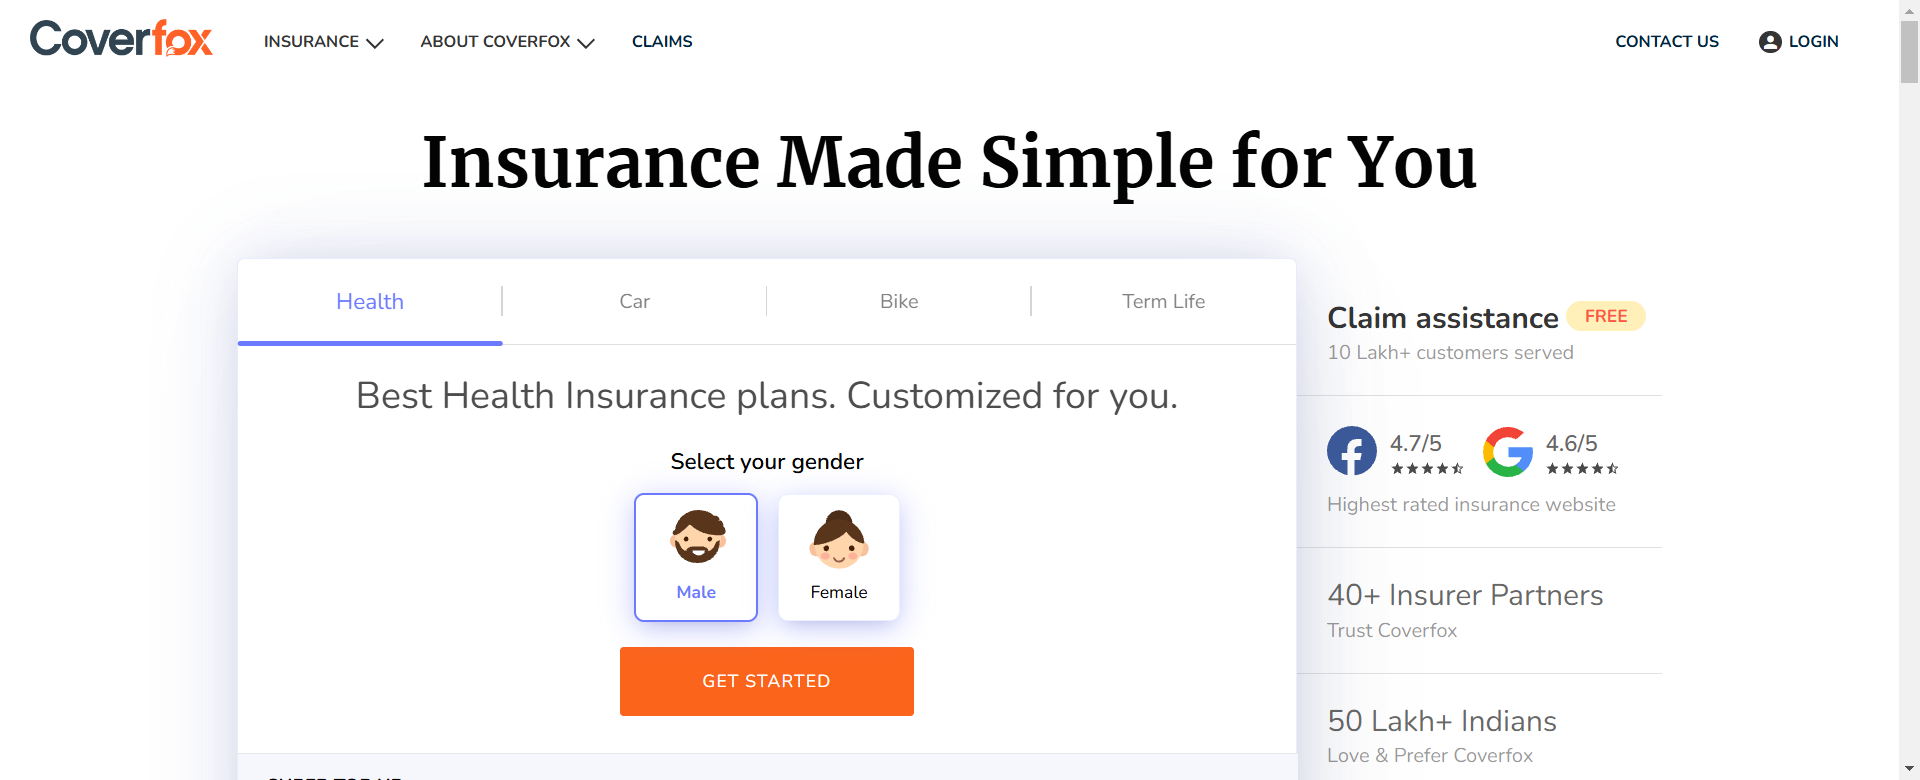 Coverfox
INSURANCE
ABOUT COVERFOX
CLAIMS
CONTACT US
LOGIN
Insurance Made Simple for You
Health
Car
Bike
Term Life
Best Health Insurance plans. Customized for you.
Select your gender
Male
Female
GET STARTED
Claim assistance FREE
10 Lakh+ customers served
4.7/5
4.6/5
Highest rated insurance website
40+ Insurer Partners
Trust Coverfox
50 Lakh+ Indians
Love & Prefer Coverfox